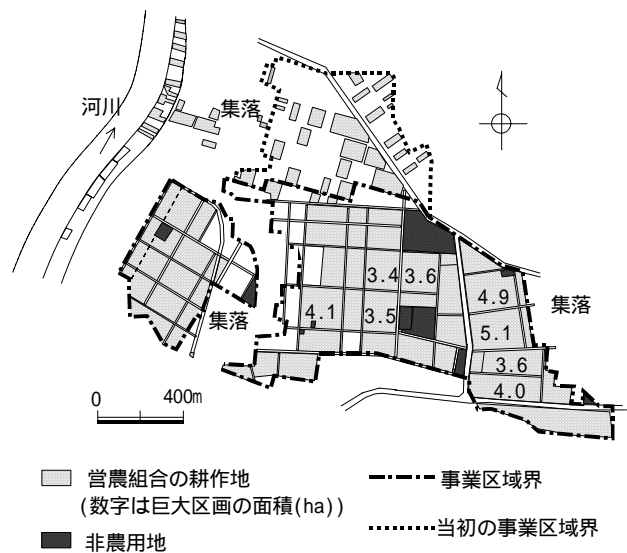 河川
集落
3.4
3.6
4.9
集落
4.1
3.5
集落
5.1
3.6
4.0
0
400m
営農組合の耕作地
(数字は巨大区画の面積(ha))
非農用地
事業区域界
当初の事業区域界